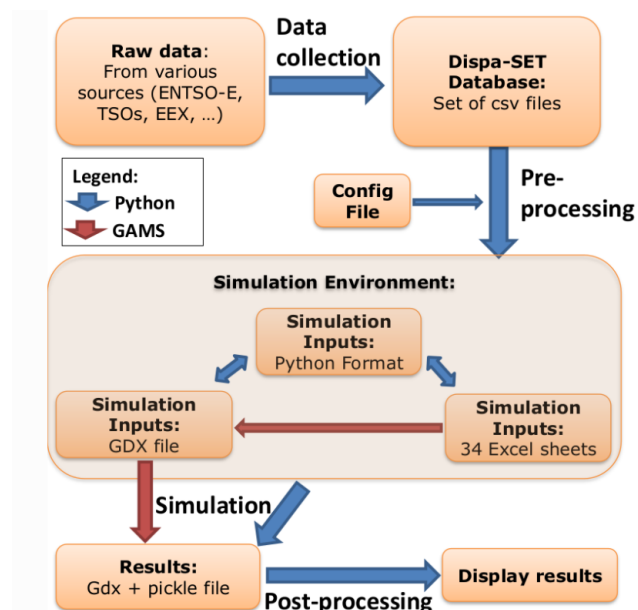 Raw data:
From various
sources (ENTSO-E,
TSOs, EEX, ...)
Data
collection
Dispa-SET
Database:
Set of csv files
Legend:
Python
GAMS
Config
File
Pre-
processing
Simulation Environment:
Simulation
Inputs:
Python Format
Simulation
Inputs:
GDX file
Simulation
Inputs:
34 Excel sheets
Simulation
Results:
Gdx + pickle file
Post-processing
Display results